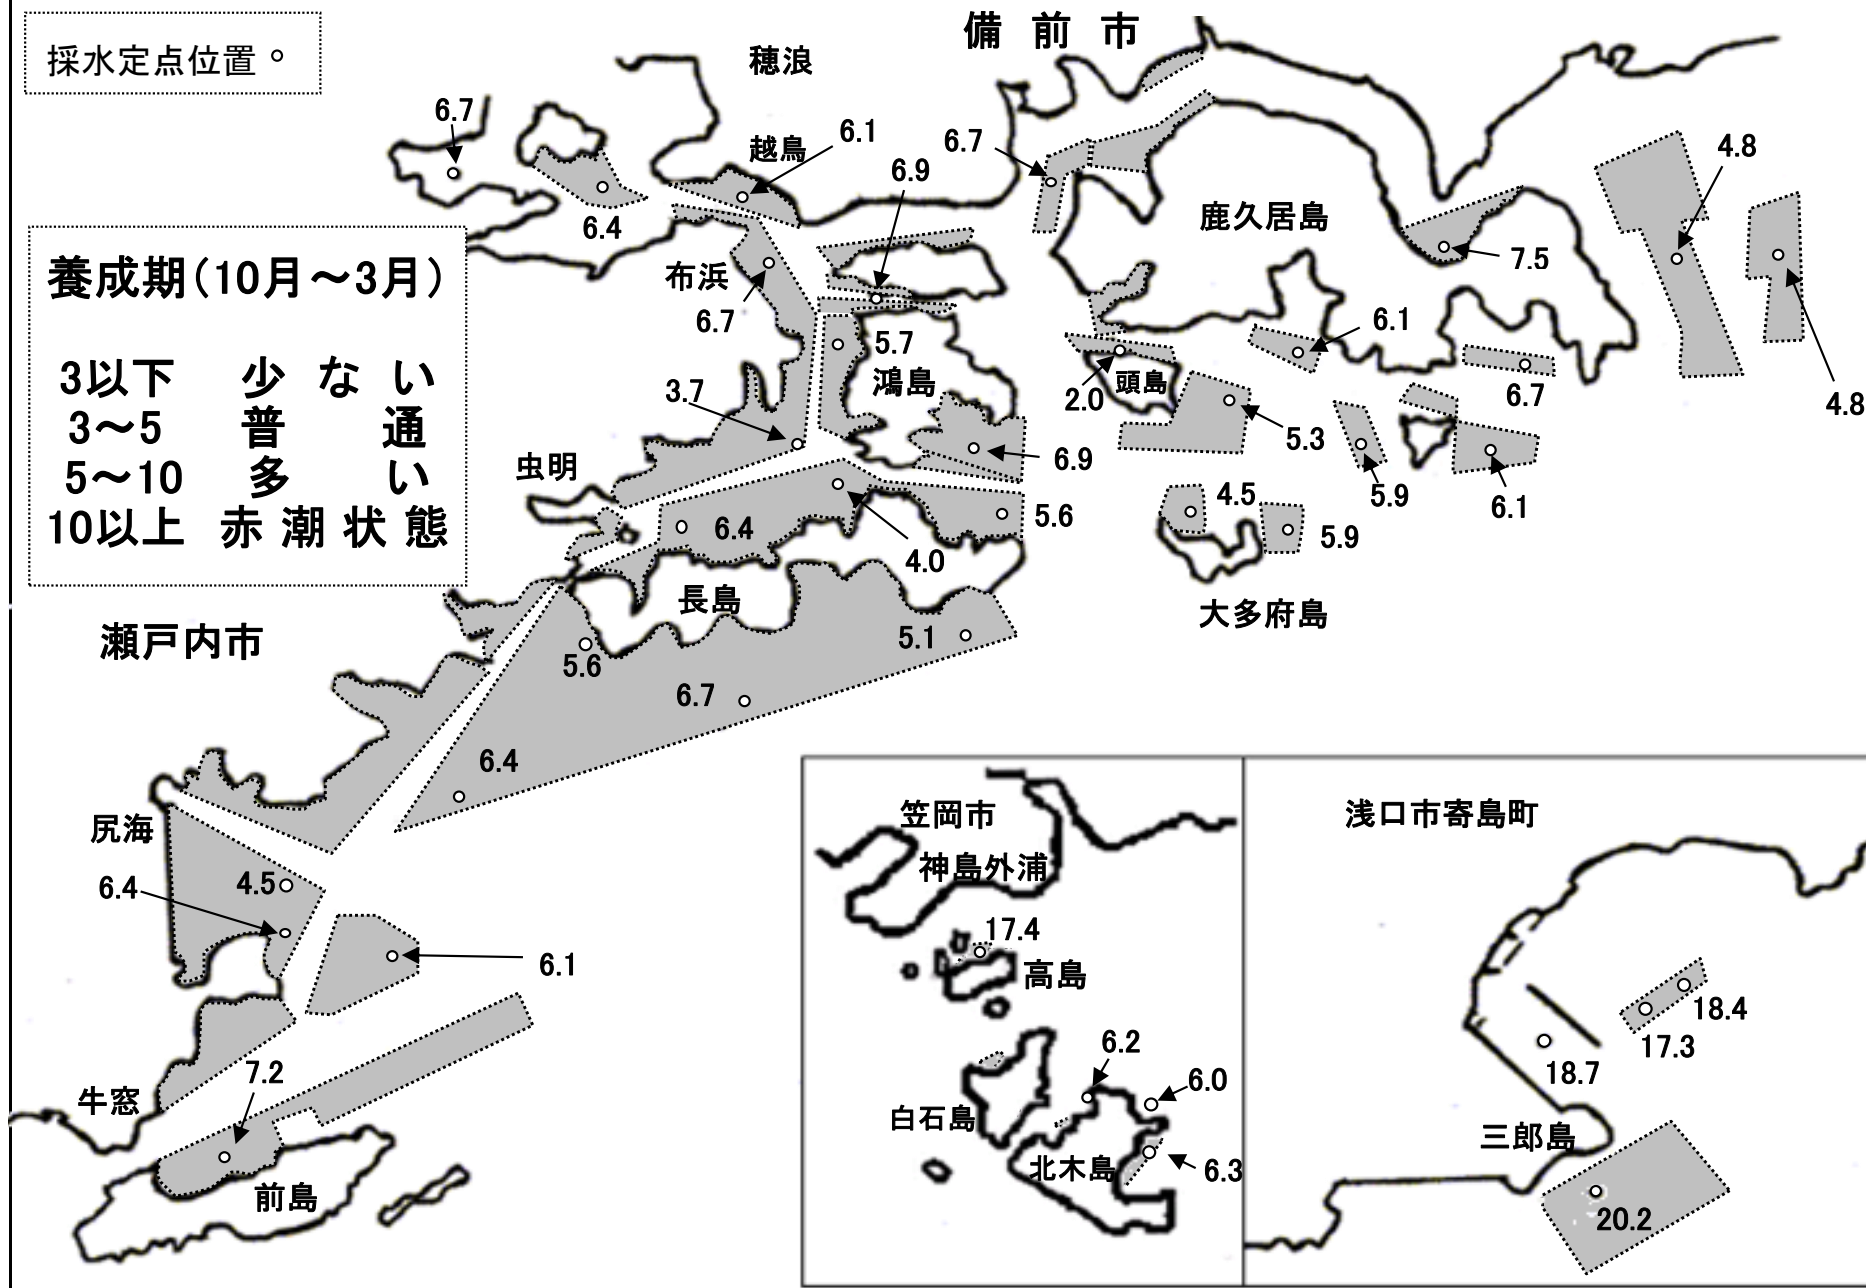 採水定点位置。
備前市
穂浪
6.7
越鳥
6.1
6.7
6.9
4.8
6.4
鹿久居島
7.5
養成期(10月～3月)
3以下 少ない
3～5 普通
5～10 多い
10以上 赤潮状態
布浜
6.7
5.7
鴻島
6.1
3.7
2.0
頭島
6.7
4.8
5.3
虫明
6.9
5.9
6.1
4.5
5.6
6.4
4.0
5.9
長島
大多府島
瀬戸内市
5.6
5.1
6.7
6.4
尻海
6.4
4.5
6.1
牛窓
7.2
前島
笠岡市
神島外浦
17.4
高島
6.2
6.0
白石島
北木島
6.3
浅口市寄島町
18.4
17.3
18.7
三郎島
20.2